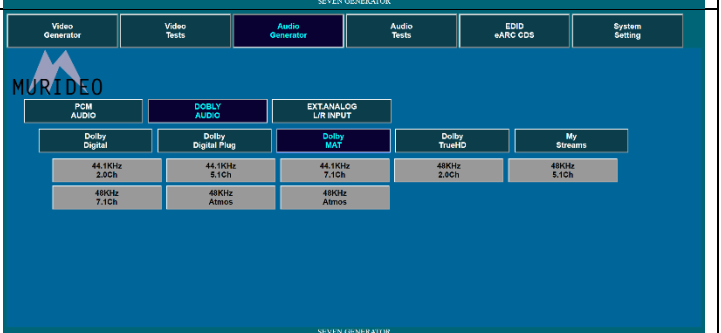 SEVEN GENERATOR
Video Generator
Video Tests
Audio Generator
Audio Tests
EDID eARC CDS
System Setting
MURIDEO
PCM AUDIO
DOBLY AUDIO
EXT.ANALOG L/R INPUT
Dolby Digital
Dolby Digital Plug
Dolby MAT
Dolby TrueHD
My Streams
44.1KHz 2.0Ch
44.1KHz 5.1Ch
44.1KHz 7.1Ch
48KHz 2.0Ch
48KHz 5.1Ch
48KHz 7.1Ch
48KHz Atmos
48KHz Atmos
SEVEN GENERATOR